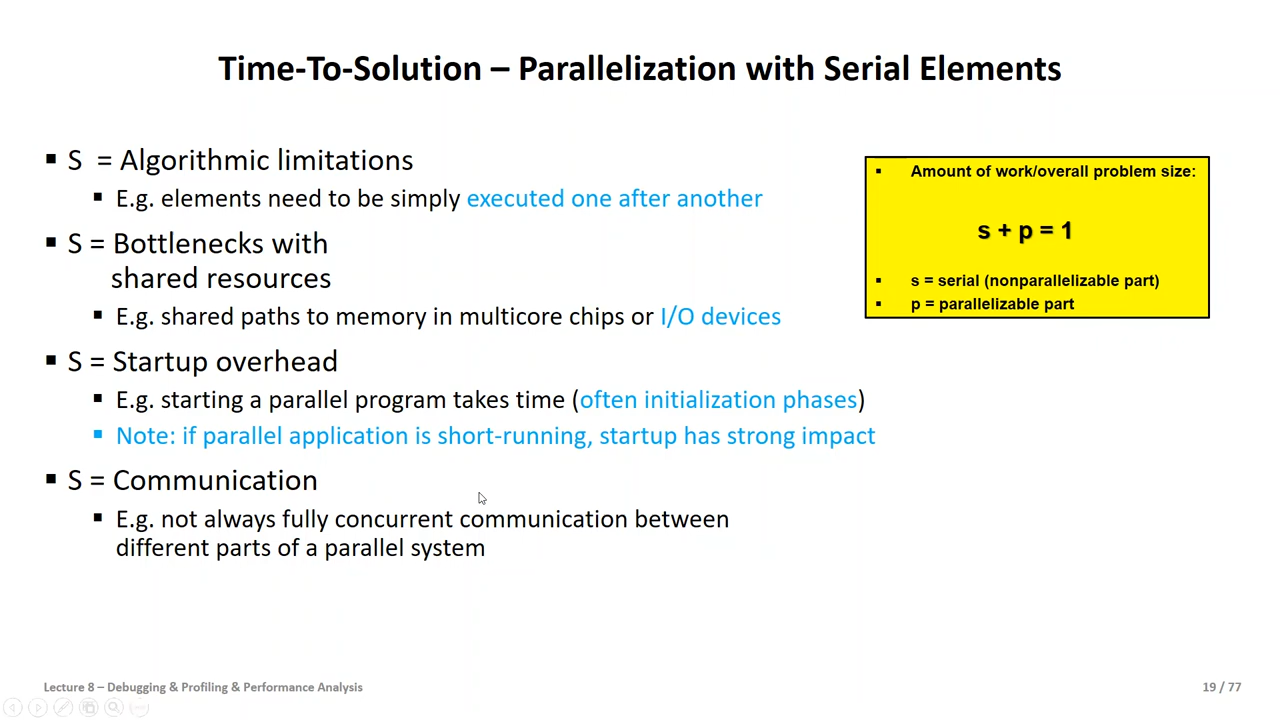 Time-To-Solution – Parallelization with Serial Elements
▪ S = Algorithmic limitations
▪ E.g. elements need to be simply executed one after another
▪ S = Bottlenecks with
shared resources
▪ E.g. shared paths to memory in multicore chips or I/O devices
▪ S = Startup overhead
▪ E.g. starting a parallel program takes time (often initialization phases)
▪ Note: if parallel application is short-running, startup has strong impact
▪ S = Communication
▪ E.g. not always fully concurrent communication between
different parts of a parallel system
▪ Amount of work/overall problem size:
s + p = 1
▪ s = serial (nonparallelizable part)
▪ p = parallelizable part
Lecture 8 – Debugging & Profiling & Performance Analysis
19 / 77